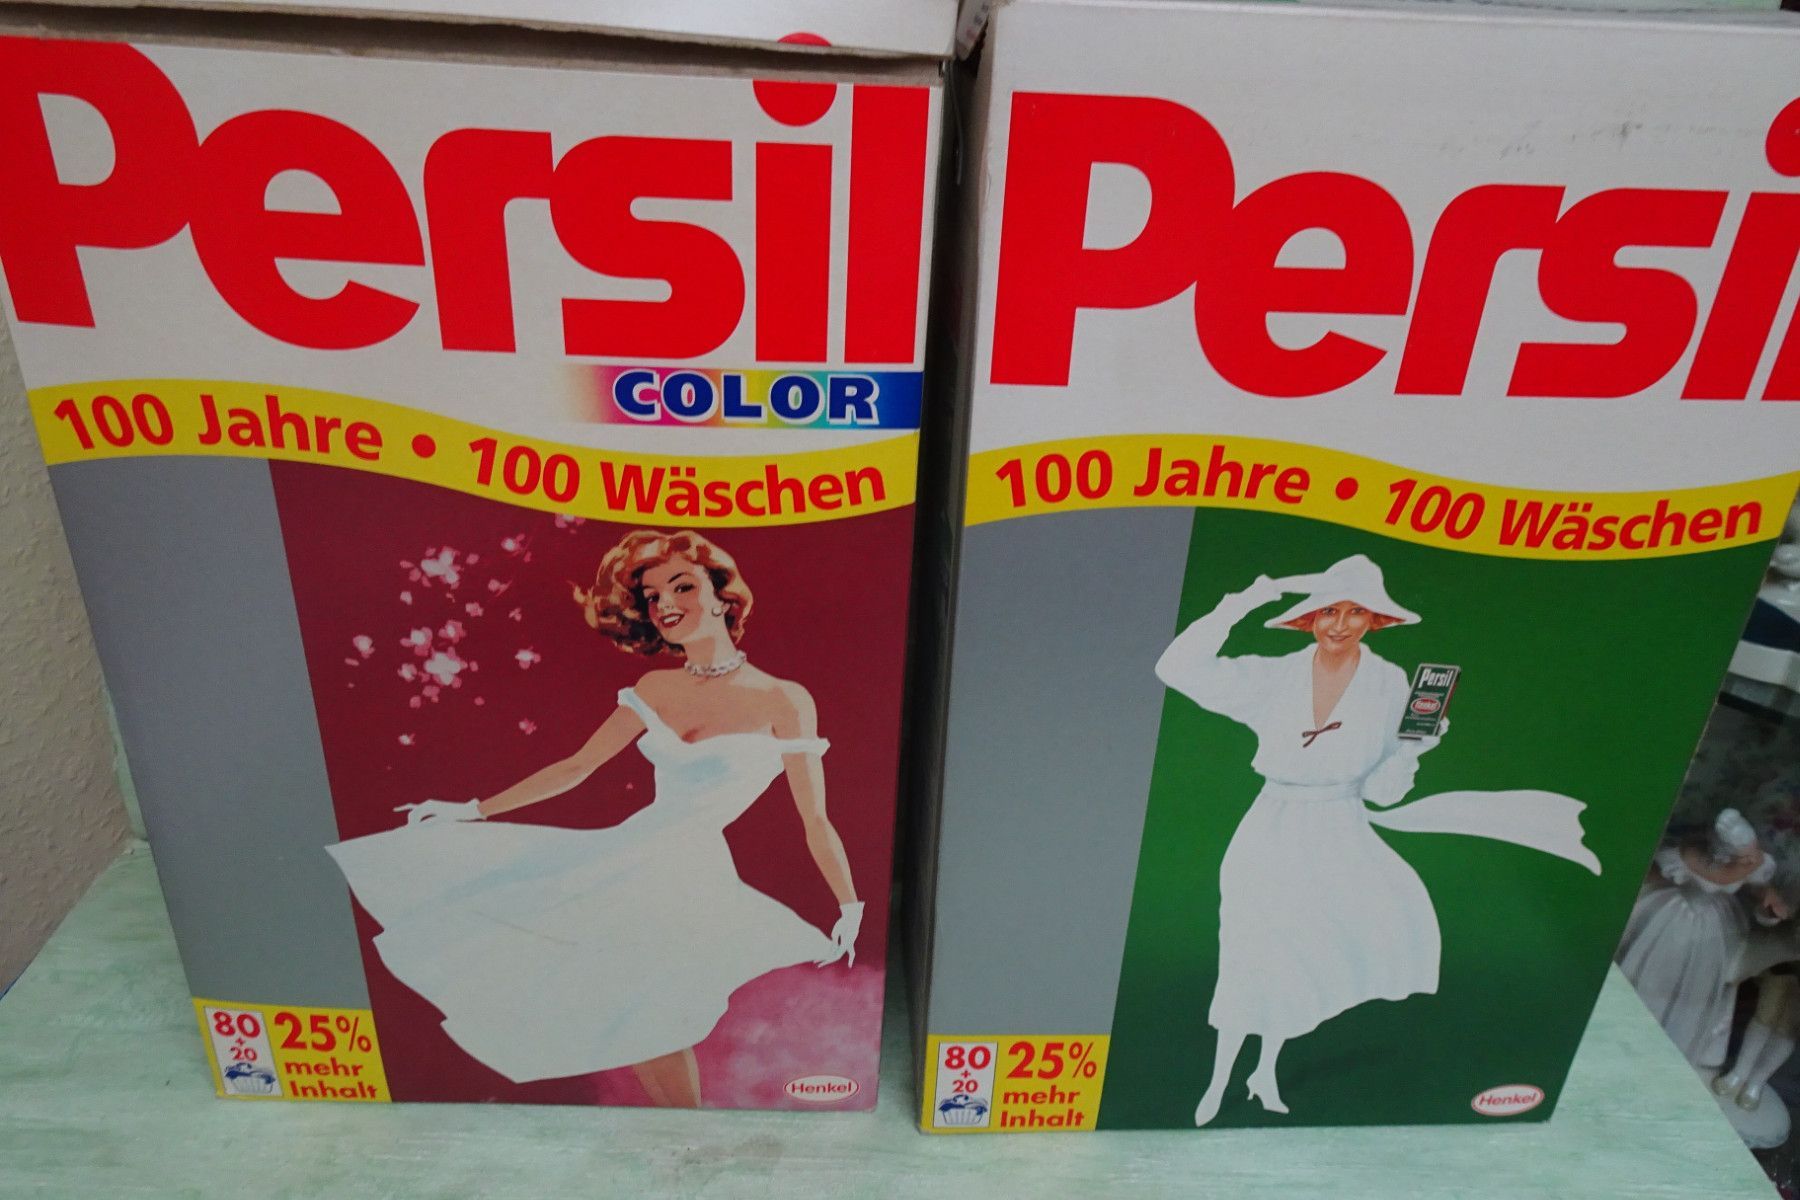 Persil
COLOR
100 Jahre • 100 Wäschen
80
+
20
25%
mehr
Inhalt
Henkel
Persil
100 Jahre • 100 Wäschen
Persil
Henkel
80
+
20
25%
mehr
Inhalt
Henkel